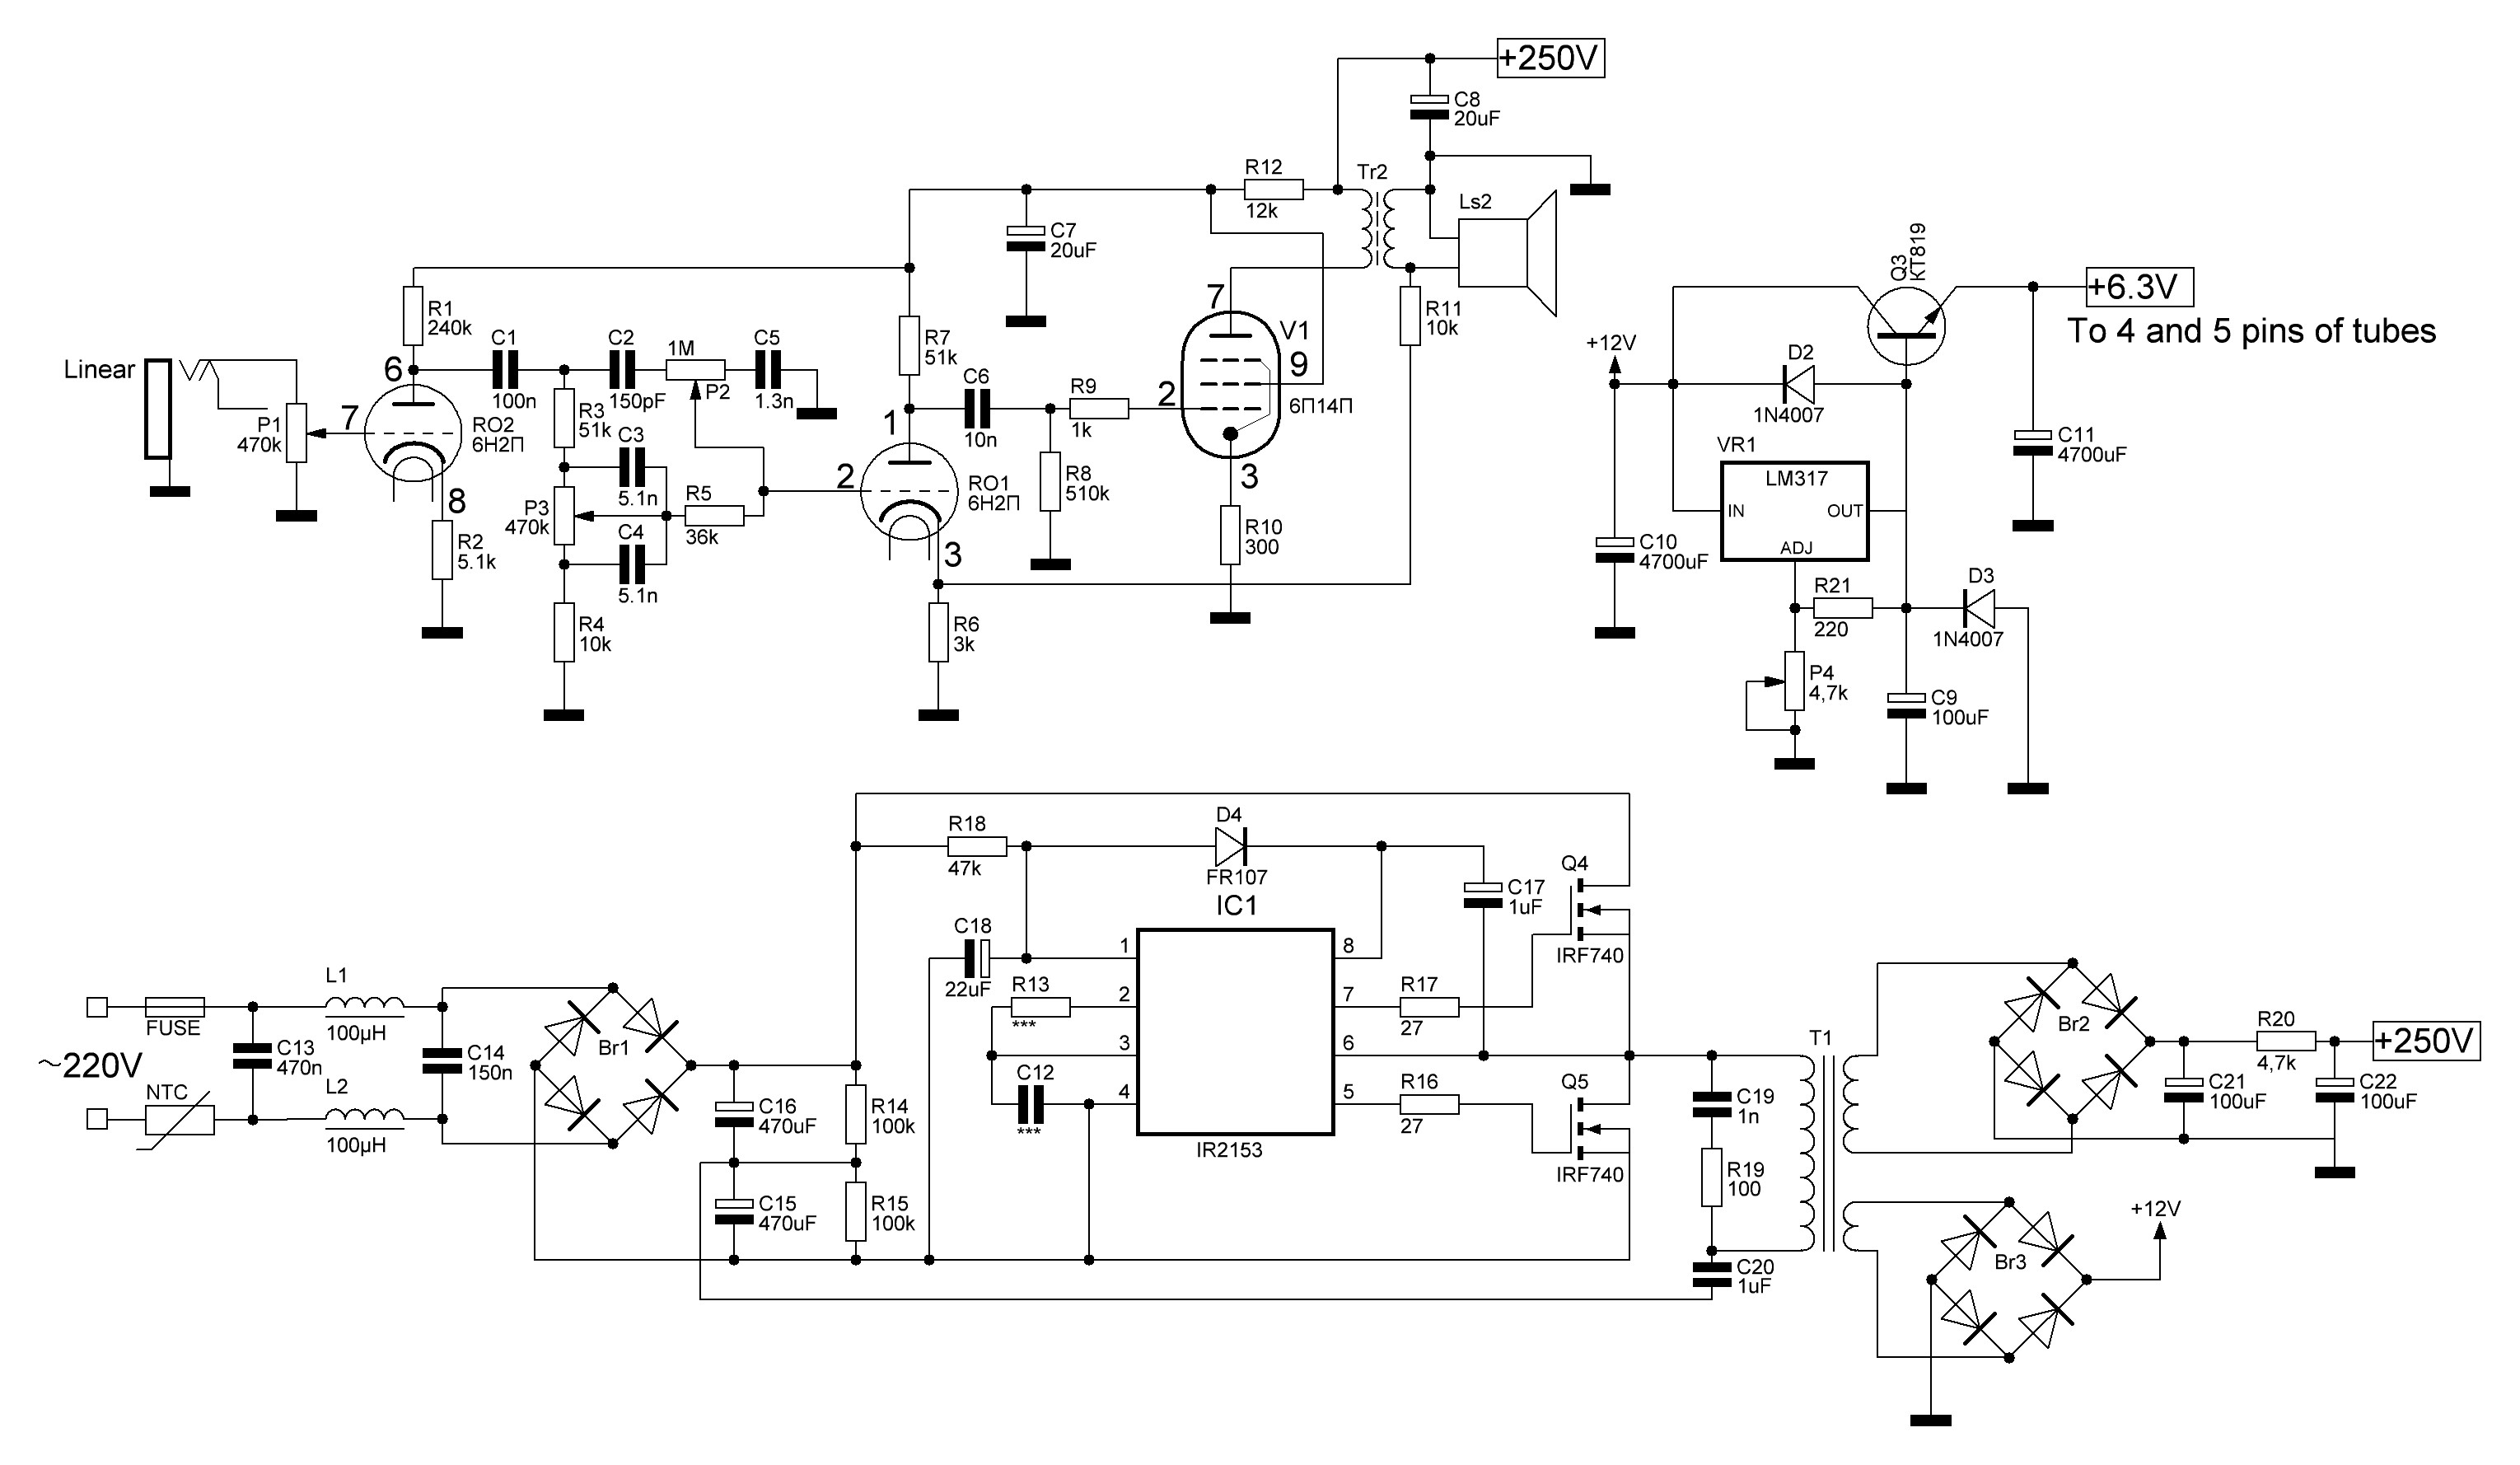 +250V
C8
20uF
R12
12k
Tr2
Ls2
C7
20uF
R11
10k
R1
240k
R7
51k
7
V1
9
2
6П14П
3
R10
300
Linear
P1
470k
7
6
RO2
6Н2П
8
R2
5.1k
C1
100n
C2
150pF
1M
P2
C5
1.3n
R3
51k
C3
5.1n
P3
470k
R5
36k
C4
5.1n
R4
10k
1
2
RO1
6Н2П
3
R6
3k
C6
10n
R9
1k
R8
510k
Q3
КТ819
+6.3V
To 4 and 5 pins of tubes
+12V
D2
1N4007
C11
4700uF
VR1
LM317
IN
OUT
ADJ
C10
4700uF
R21
220
D3
1N4007
P4
4,7k
C9
100uF
R18
47k
D4
FR107
IC1
C17
1uF
Q4
IRF740
C18
22uF
1
2
3
4
8
7
6
5
IR2153
R13
***
C12
***
R17
27
R16
27
Q5
IRF740
~220V
FUSE
NTC
C13
470n
L1
100µH
L2
100µH
C14
150n
Br1
C16
470uF
R14
100k
C15
470uF
R15
100k
C19
1n
R19
100
C20
1uF
T1
Br2
R20
4,7k
+250V
C21
100uF
C22
100uF
Br3
+12V